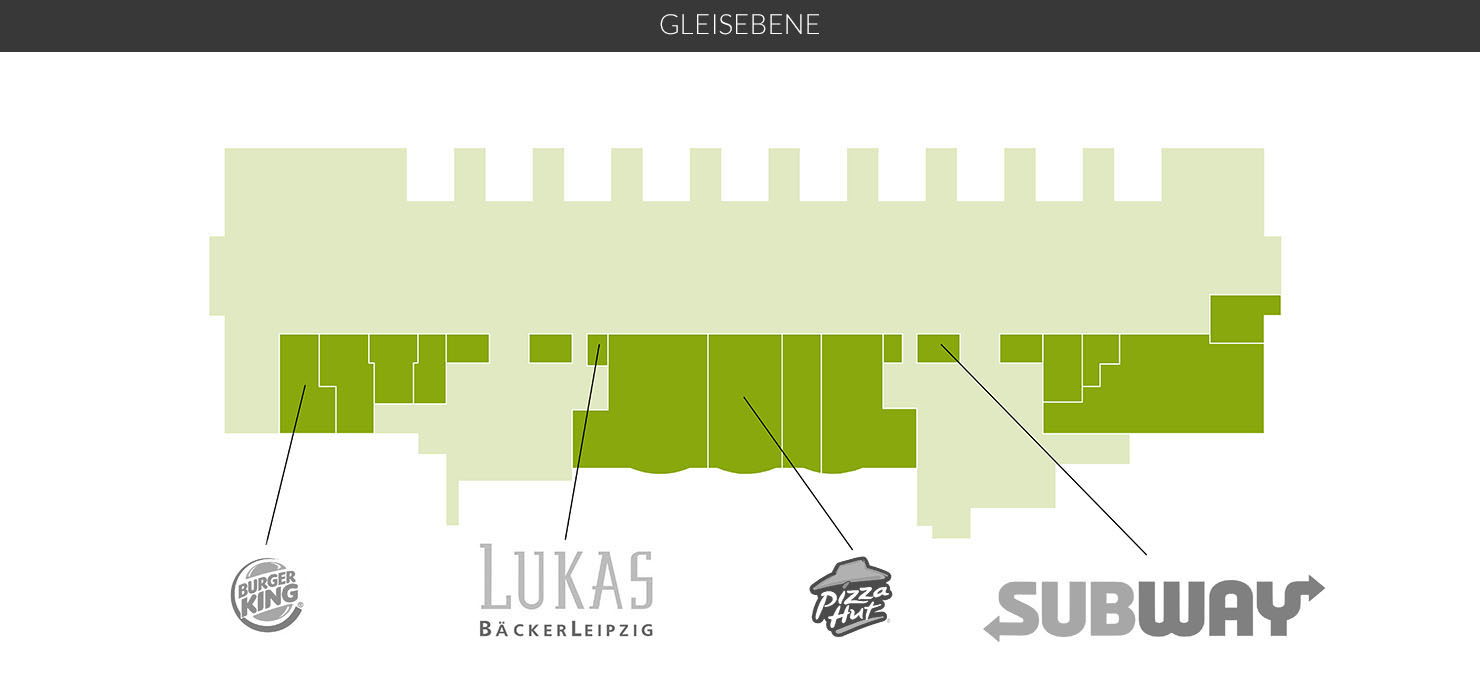 GLEISEBENE
BURGER
KING®
LUKAS
BÄCKERLEIPZIG
Pizza
Hut
SUBWAY